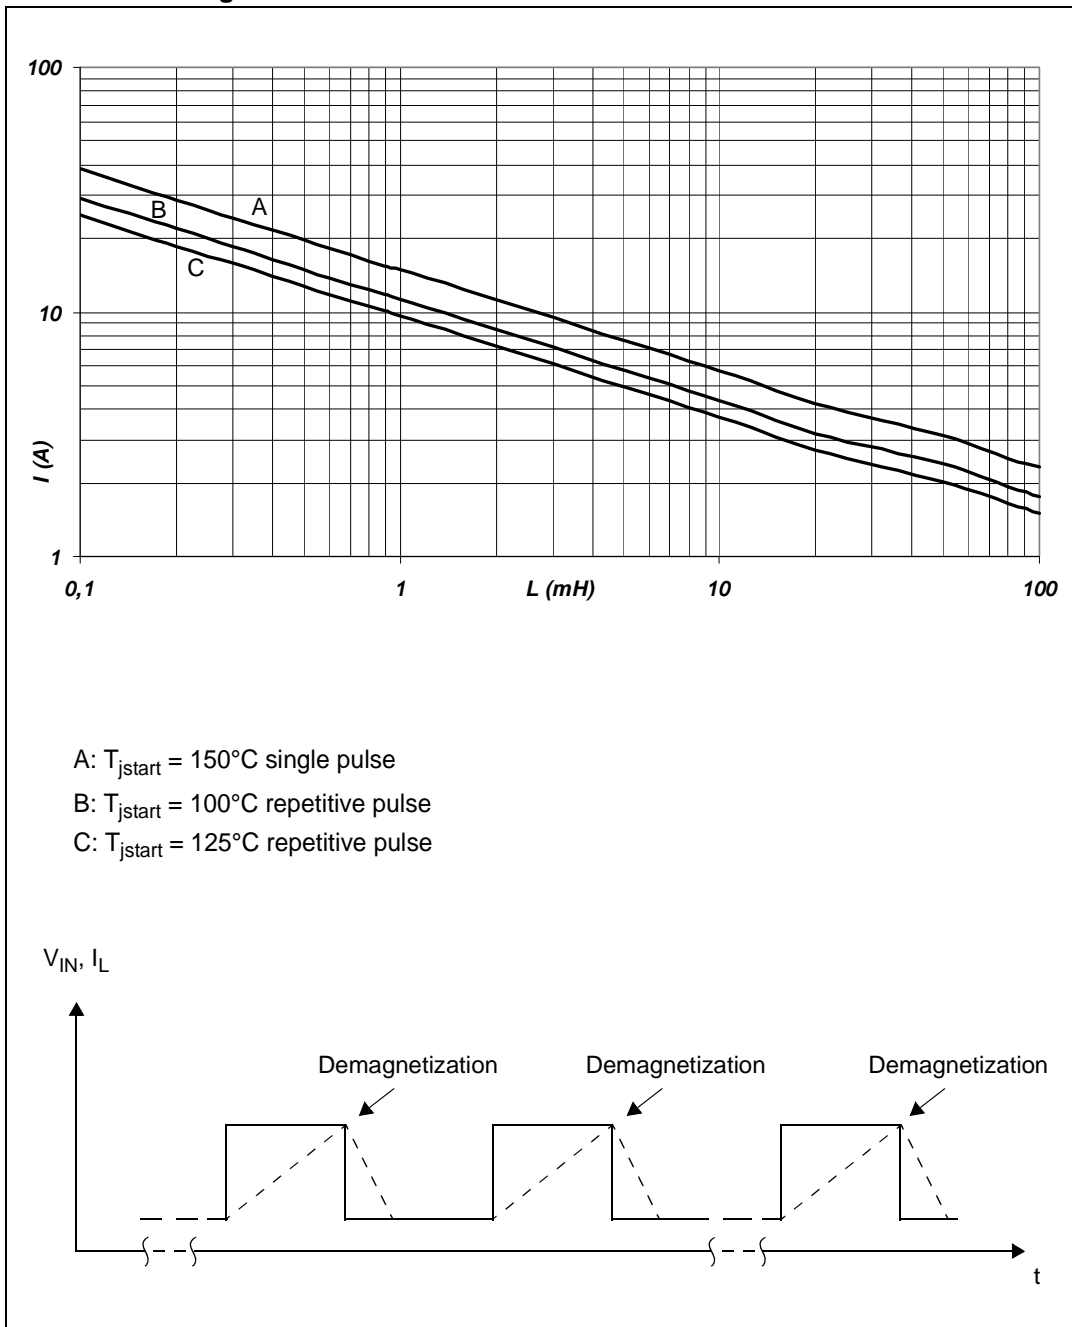 100
A
B
C
10
I (A)
1
0,1
1
L (mH)
10
100
A: Tjstart = 150°C single pulse
B: Tjstart = 100°C repetitive pulse
C: Tjstart = 125°C repetitive pulse
VIN, IL
Demagnetization
Demagnetization
Demagnetization
t